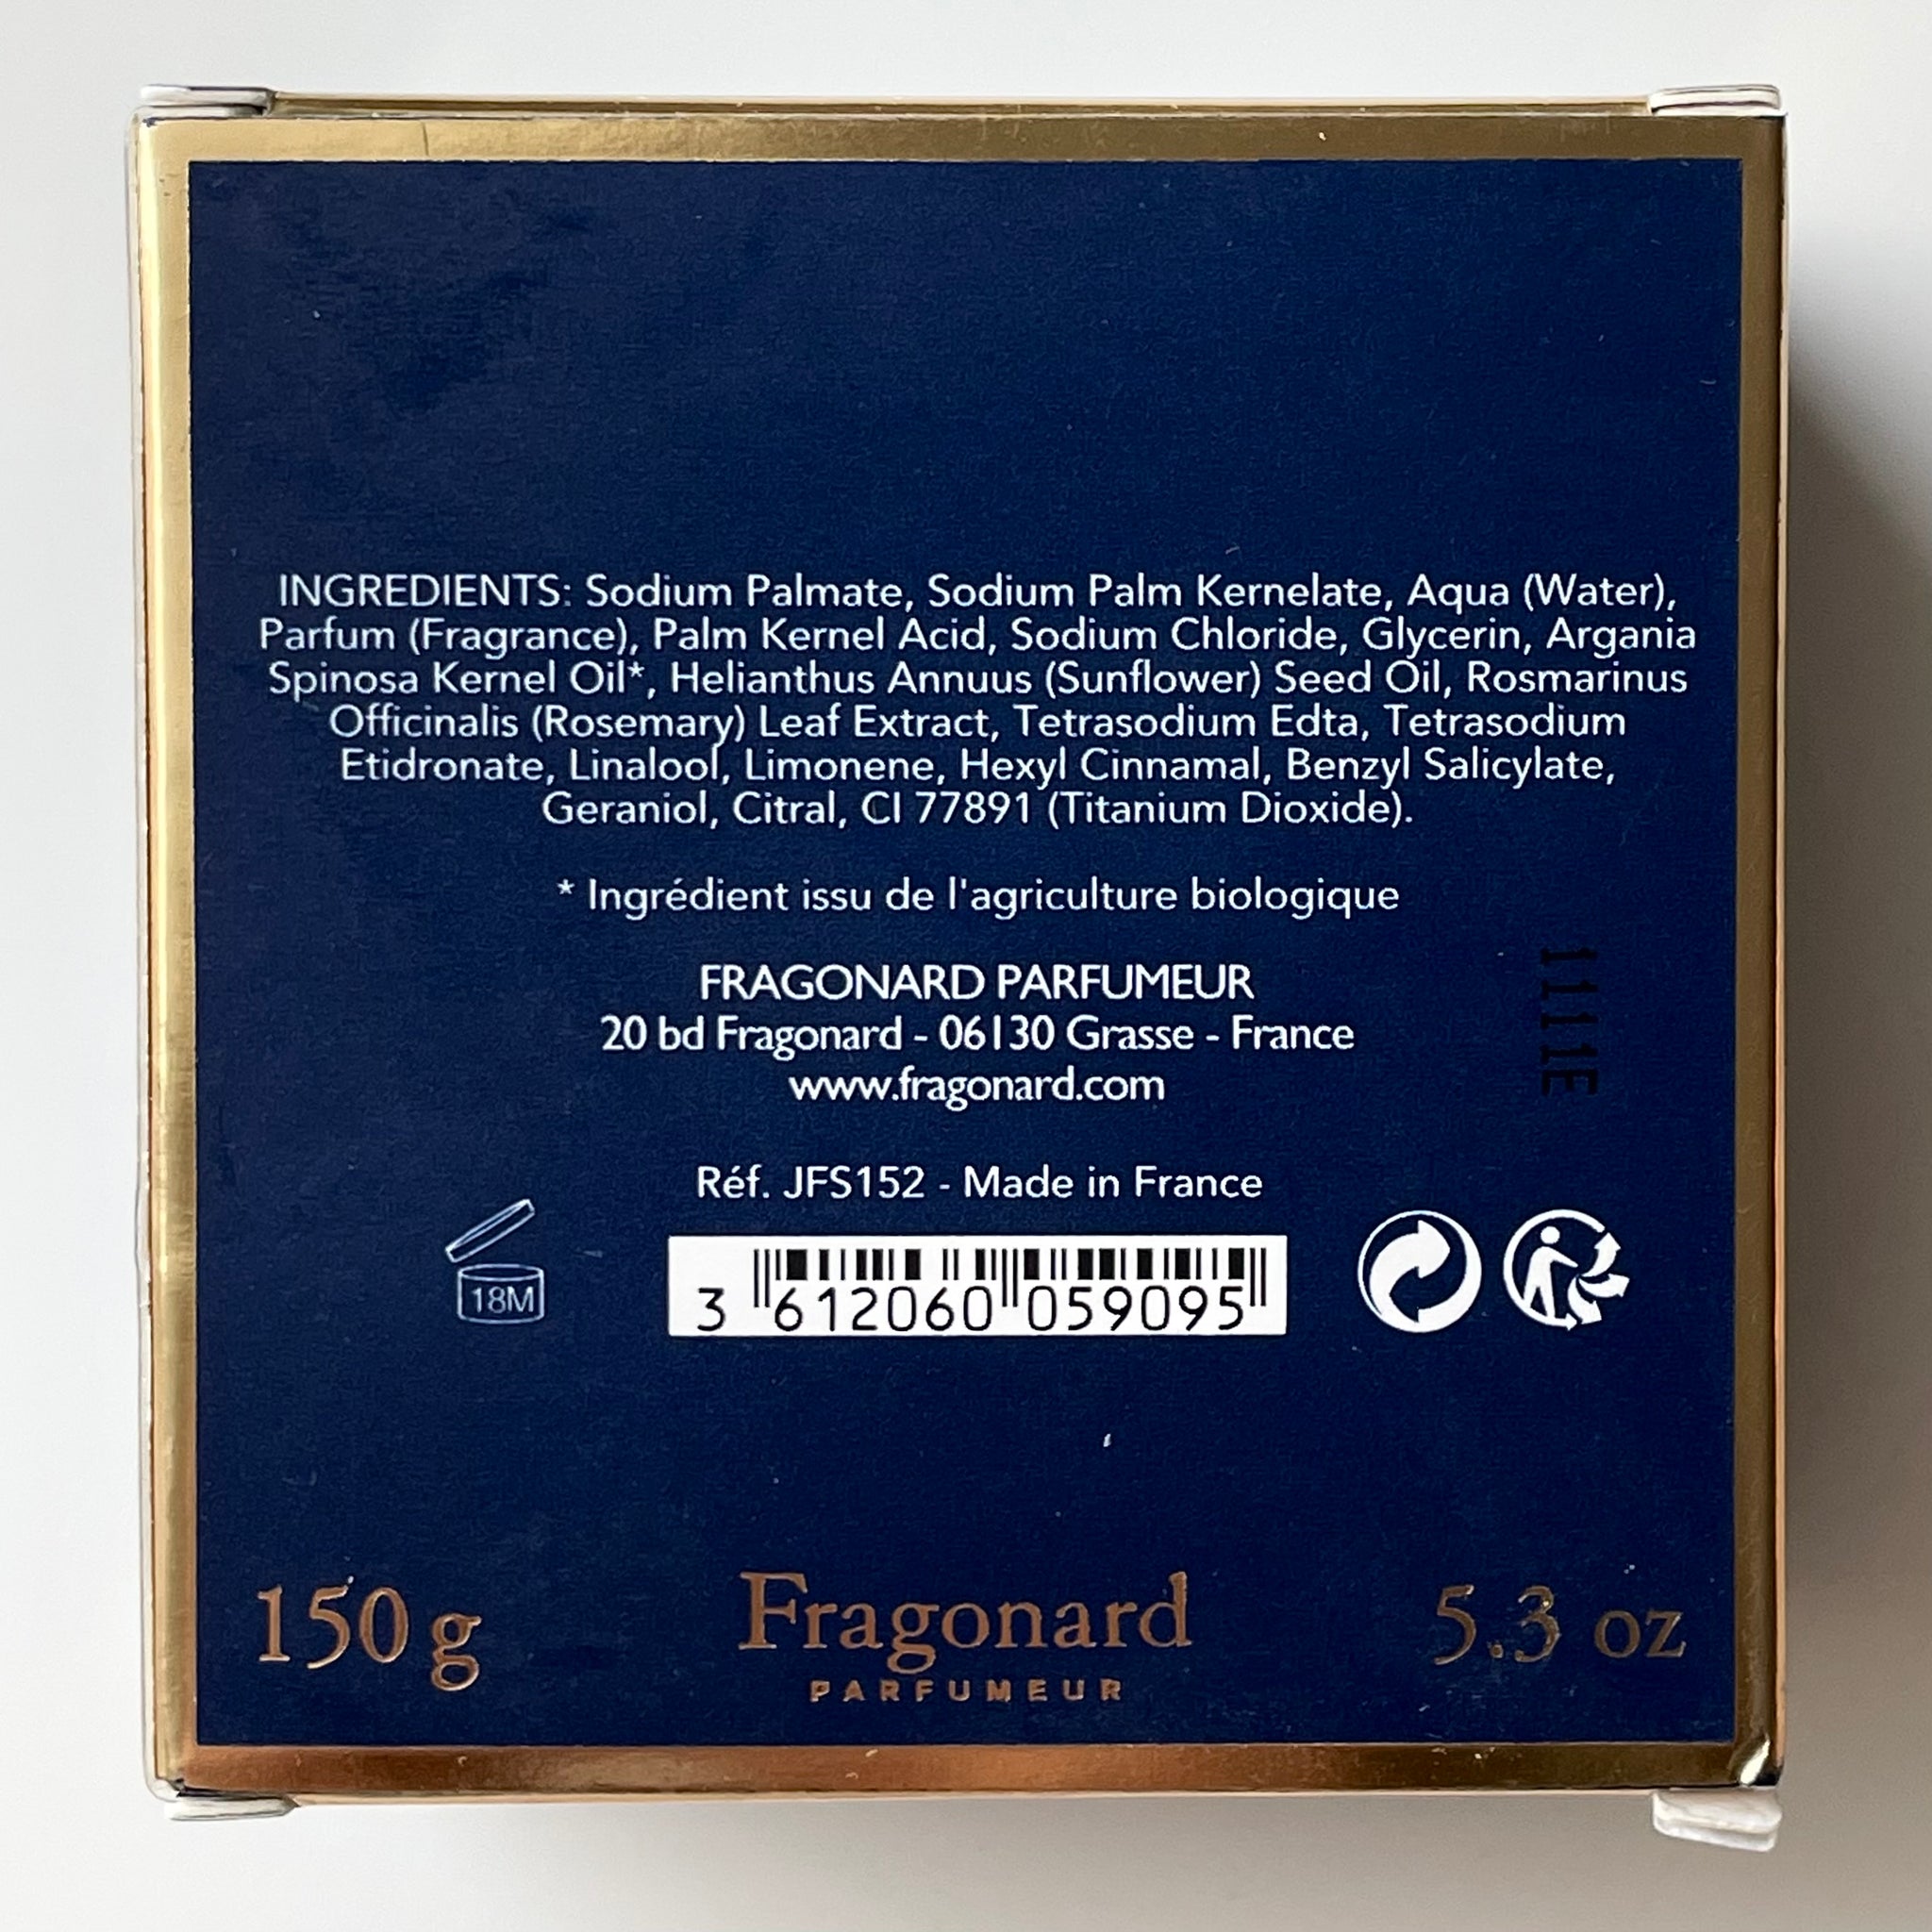 INGREDIENTS: Sodium Palmate, Sodium Palm Kernelate, Aqua (Water),
Parfum (Fragrance), Palm Kernel Acid, Sodium Chloride, Glycerin, Argania
Spinosa Kernel Oil*, Helianthus Annuus (Sunflower) Seed Oil, Rosmarinus
Officinalis (Rosemary) Leaf Extract, Tetrasodium Edta, Tetrasodium
Etidronate, Linalool, Limonene, Hexyl Cinnamal, Benzyl Salicylate,
Geraniol, Citral, CI 77891 (Titanium Dioxide).
* Ingrédient issu de l'agriculture biologique
FRAGONARD PARFUMEUR
20 bd Fragonard - 06130 Grasse - France
www.fragonard.com
1111E
Réf. JFS152 - Made in France
18M
3 612060 059095
150 g
Fragonard
PARFUMEUR
5.3 oz